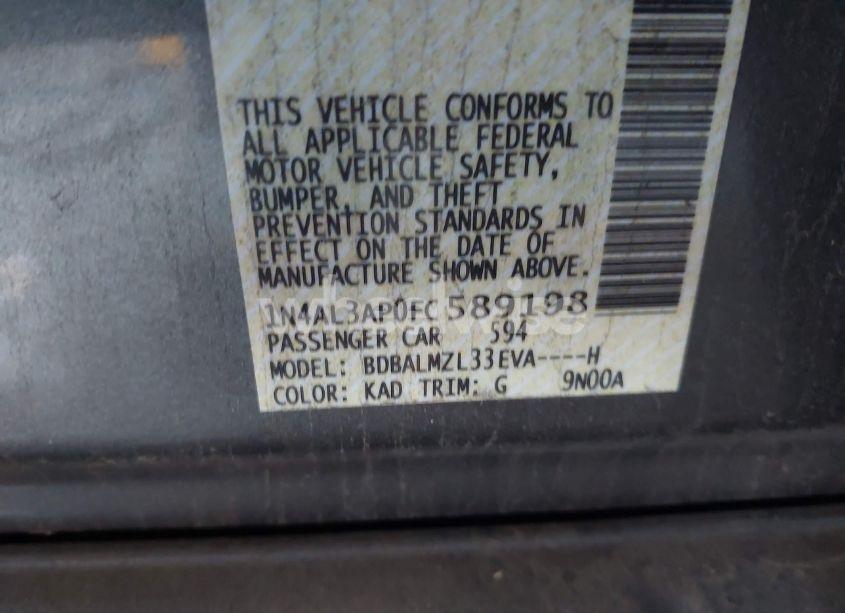 THIS VEHICLE CONFORMS TO
ALL APPLICABLE FEDERAL
MOTOR VEHICLE SAFETY,
BUMPER, AND THEFT
PREVENTION STANDARDS IN
EFFECT ON THE DATE OF
MANUFACTURE SHOWN ABOVE.
1N4AL3AP0FC589198
PASSENGER CAR 594
MODEL: BDBALMZL33EVA----H
COLOR: KAD TRIM: G 9N00A